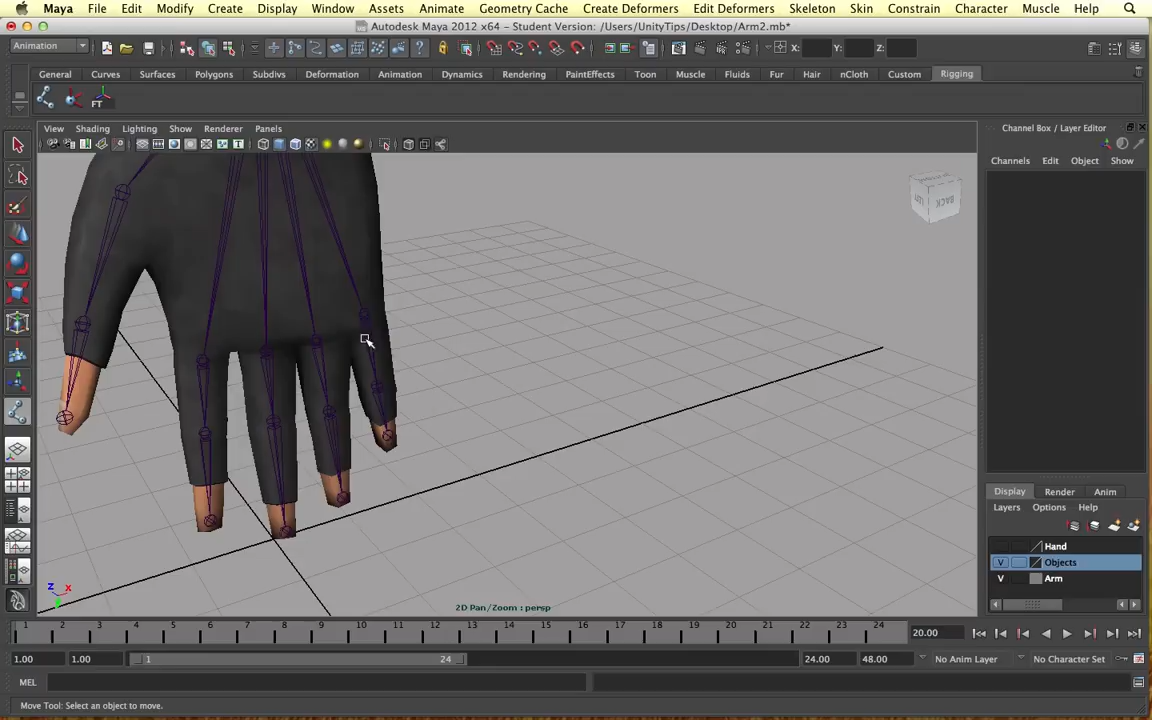 Maya File Edit Modify Create Display Window Assets Animate Geometry Cache Create Deformers Edit Deformers Skeleton Skin Constrain Character Muscle Help
Autodesk Maya 2012 x64 - Student Version: /Users/UnityTips/Desktop/Arm2.mb*
Animation X: Y: Z:
General Curves Surfaces Polygons Subdivs Deformation Animation Dynamics Rendering PaintEffects Toon Muscle Fluids Fur Hair nCloth Custom Rigging
FT
View Shading Lighting Show Renderer Panels
Channel Box / Layer Editor
Channels Edit Object Show
BACK
Display Render Anim
Layers Options Help
Hand
V Objects
V Arm
z x
y
2D Pan/Zoom : persp
1 2 3 4 5 6 7 8 9 10 11 12 13 14 15 16 17 18 19 20 21 22 23 24 20.00
1.00 1.00 1 24 24.00 48.00 No Anim Layer No Character Set
MEL
Move Tool: Select an object to move.